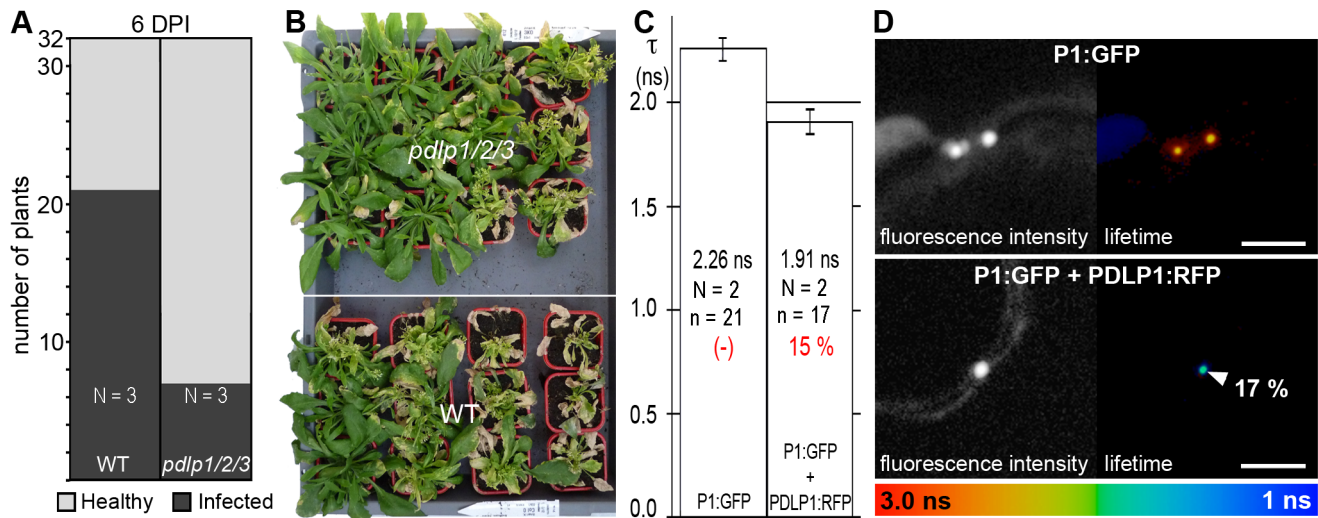 A
6 DPI
32
30
20
10
number of plants
N = 3
N = 3
WT
pdlp1/2/3
Healthy
Infected
B
pdlp1/2/3
WT
C
τ
(ns)
2.0
1.5
1.0
0.5
0.0
2.26 ns
N = 2
n = 21
(-)
P1:GFP
1.91 ns
N = 2
n = 17
15 %
P1:GFP
+
PDLP1:RFP
D
P1:GFP
fluorescence intensity
lifetime
P1:GFP + PDLP1:RFP
17 %
fluorescence intensity
lifetime
3.0 ns
1 ns